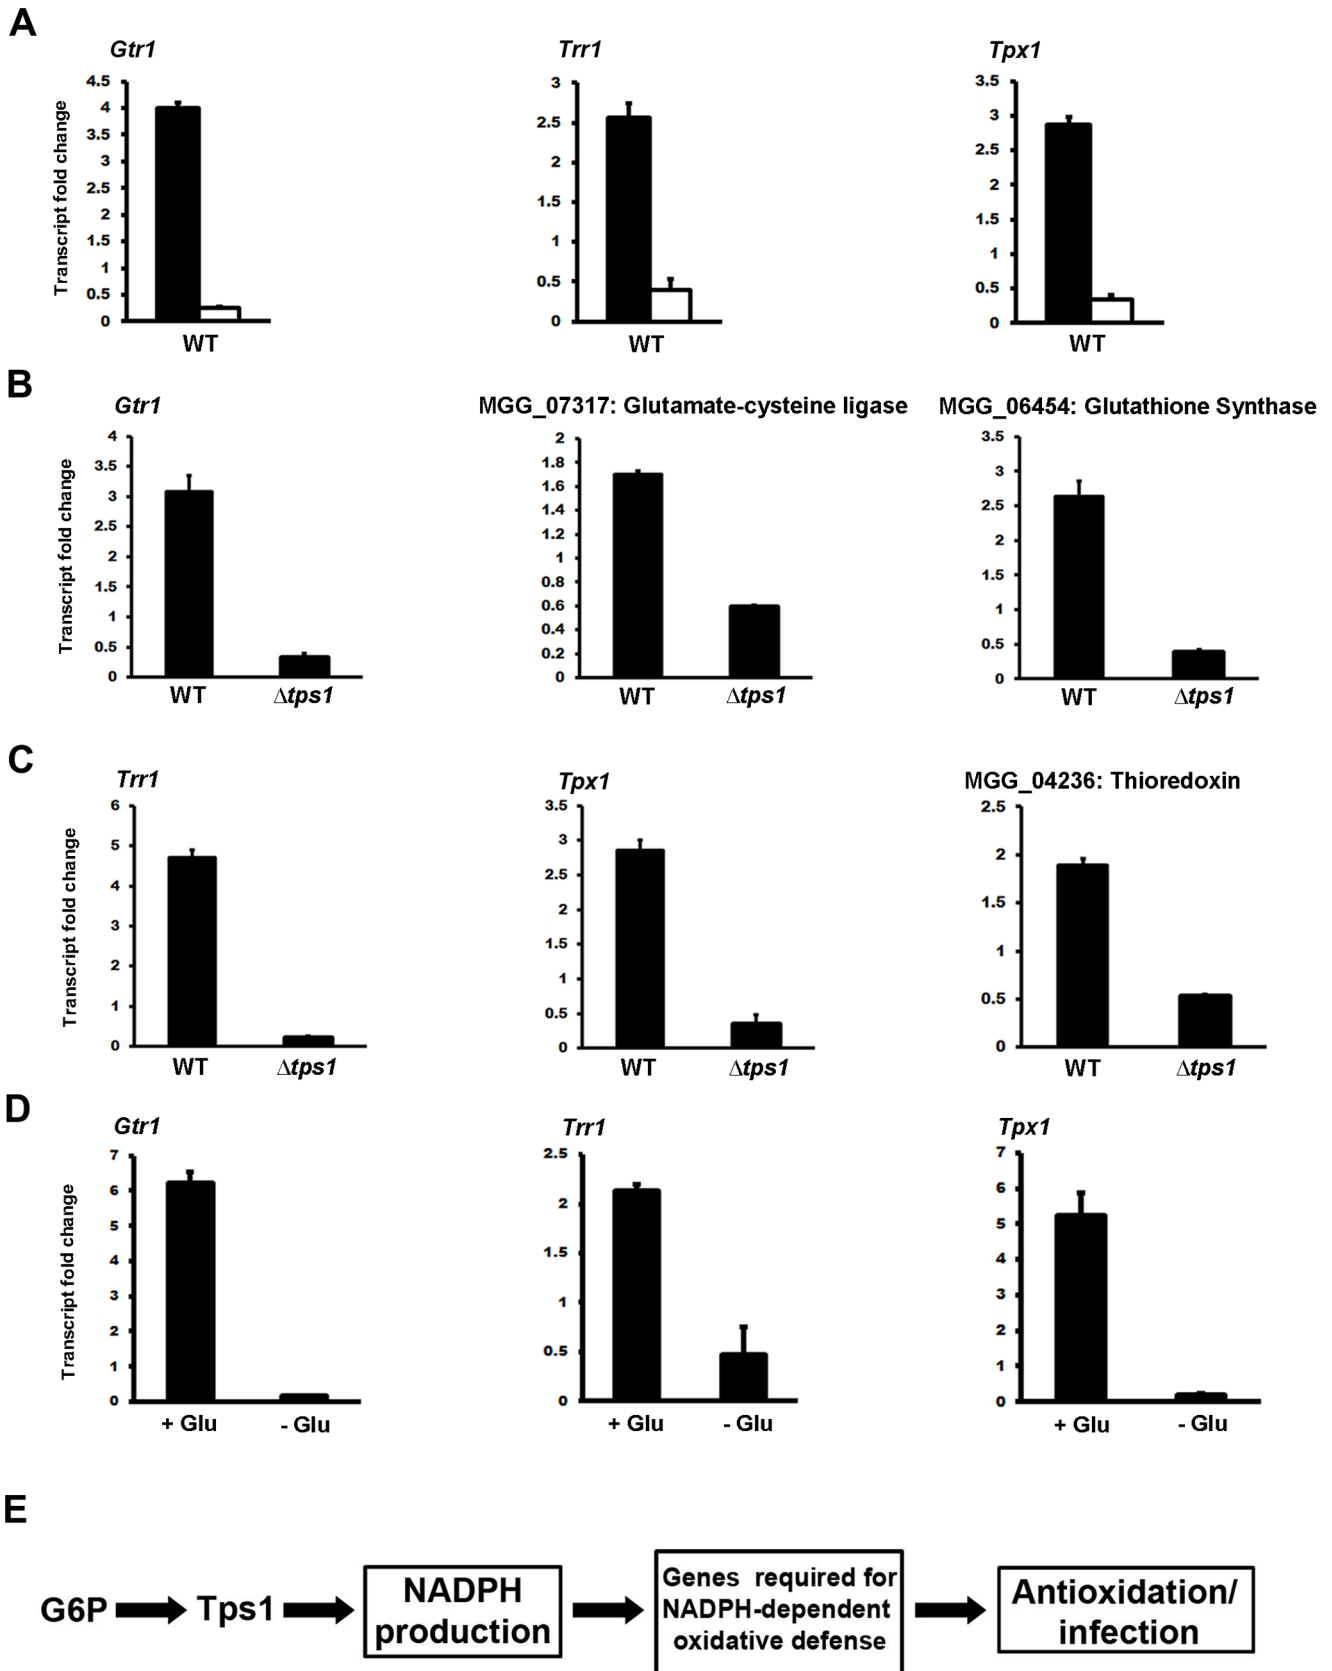 A
Gtr1
Trr1
Tpx1
Transcript fold change
4.5
4
3.5
3
2.5
2
1.5
1
0.5
0
WT
3
2.5
2
1.5
1
0.5
0
WT
3.5
3
2.5
2
1.5
1
0.5
0
WT
B
Gtr1
MGG_07317: Glutamate-cysteine ligase
MGG_06454: Glutathione Synthase
Transcript fold change
4
3.5
3
2.5
2
1.5
1
0.5
0
WT
Δtps1
2
1.8
1.6
1.4
1.2
1
0.8
0.6
0.4
0.2
0
WT
Δtps1
3.5
3
2.5
2
1.5
1
0.5
0
WT
Δtps1
C
Trr1
Tpx1
MGG_04236: Thioredoxin
Transcript fold change
6
5
4
3
2
1
0
WT
Δtps1
3.5
3
2.5
2
1.5
1
0.5
0
WT
Δtps1
2.5
2
1.5
1
0.5
0
WT
Δtps1
D
Gtr1
Trr1
Tpx1
Transcript fold change
7
6
5
4
3
2
1
0
+ Glu
- Glu
2.5
2
1.5
1
0.5
0
+ Glu
- Glu
7
6
5
4
3
2
1
0
+ Glu
- Glu
E
G6P
Tps1
NADPH
production
Genes required for
NADPH-dependent
oxidative defense
Antioxidation/
infection